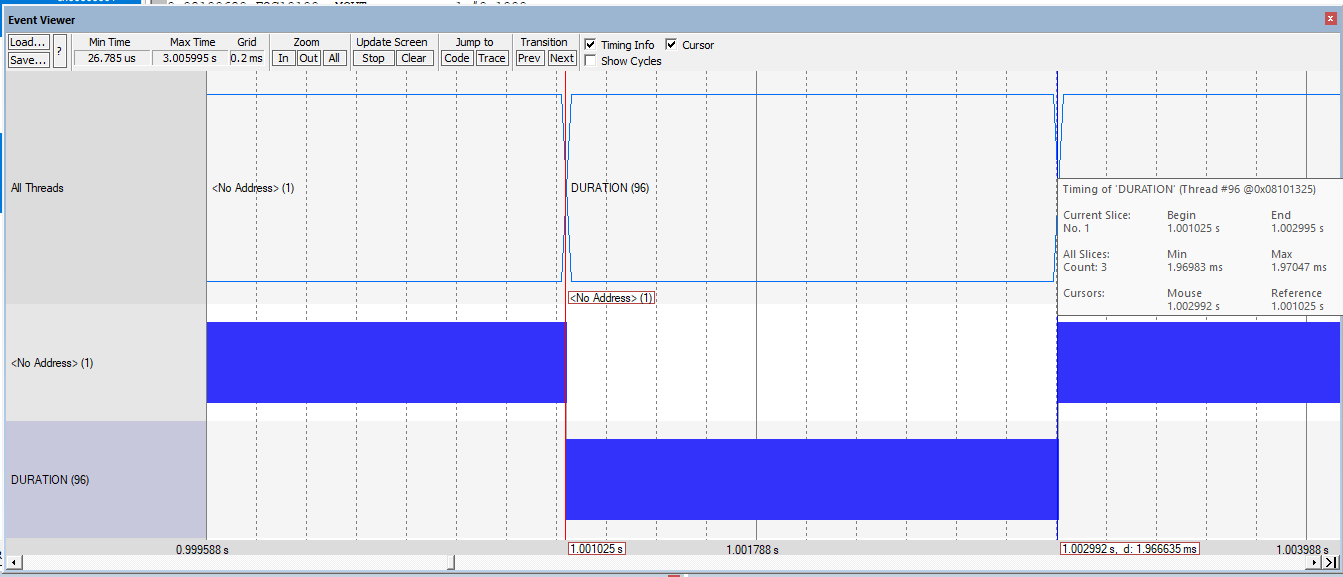 Event Viewer
Load... Min Time Max Time Grid Zoom Update Screen Jump to Transition Timing Info Cursor
Save... ? 26.785 us 3.005995 s 0.2 ms In Out All Stop Clear Code Trace Prev Next Show Cycles
All Threads <No Address> (1) DURATION (96)
Timing of 'DURATION' (Thread #96 @0x08101325)
Current Slice: Begin End
No. 1 1.001025 s 1.002995 s
All Slices: Min Max
Count: 3 1.96983 ms 1.97047 ms
Cursors: Mouse Reference
1.002992 s 1.001025 s
<No Address> (1)
<No Address> (1)
DURATION (96)
0.999588 s 1.001025 s 1.001788 s 1.002992 s, d: 1.966635 ms 1.003988 s